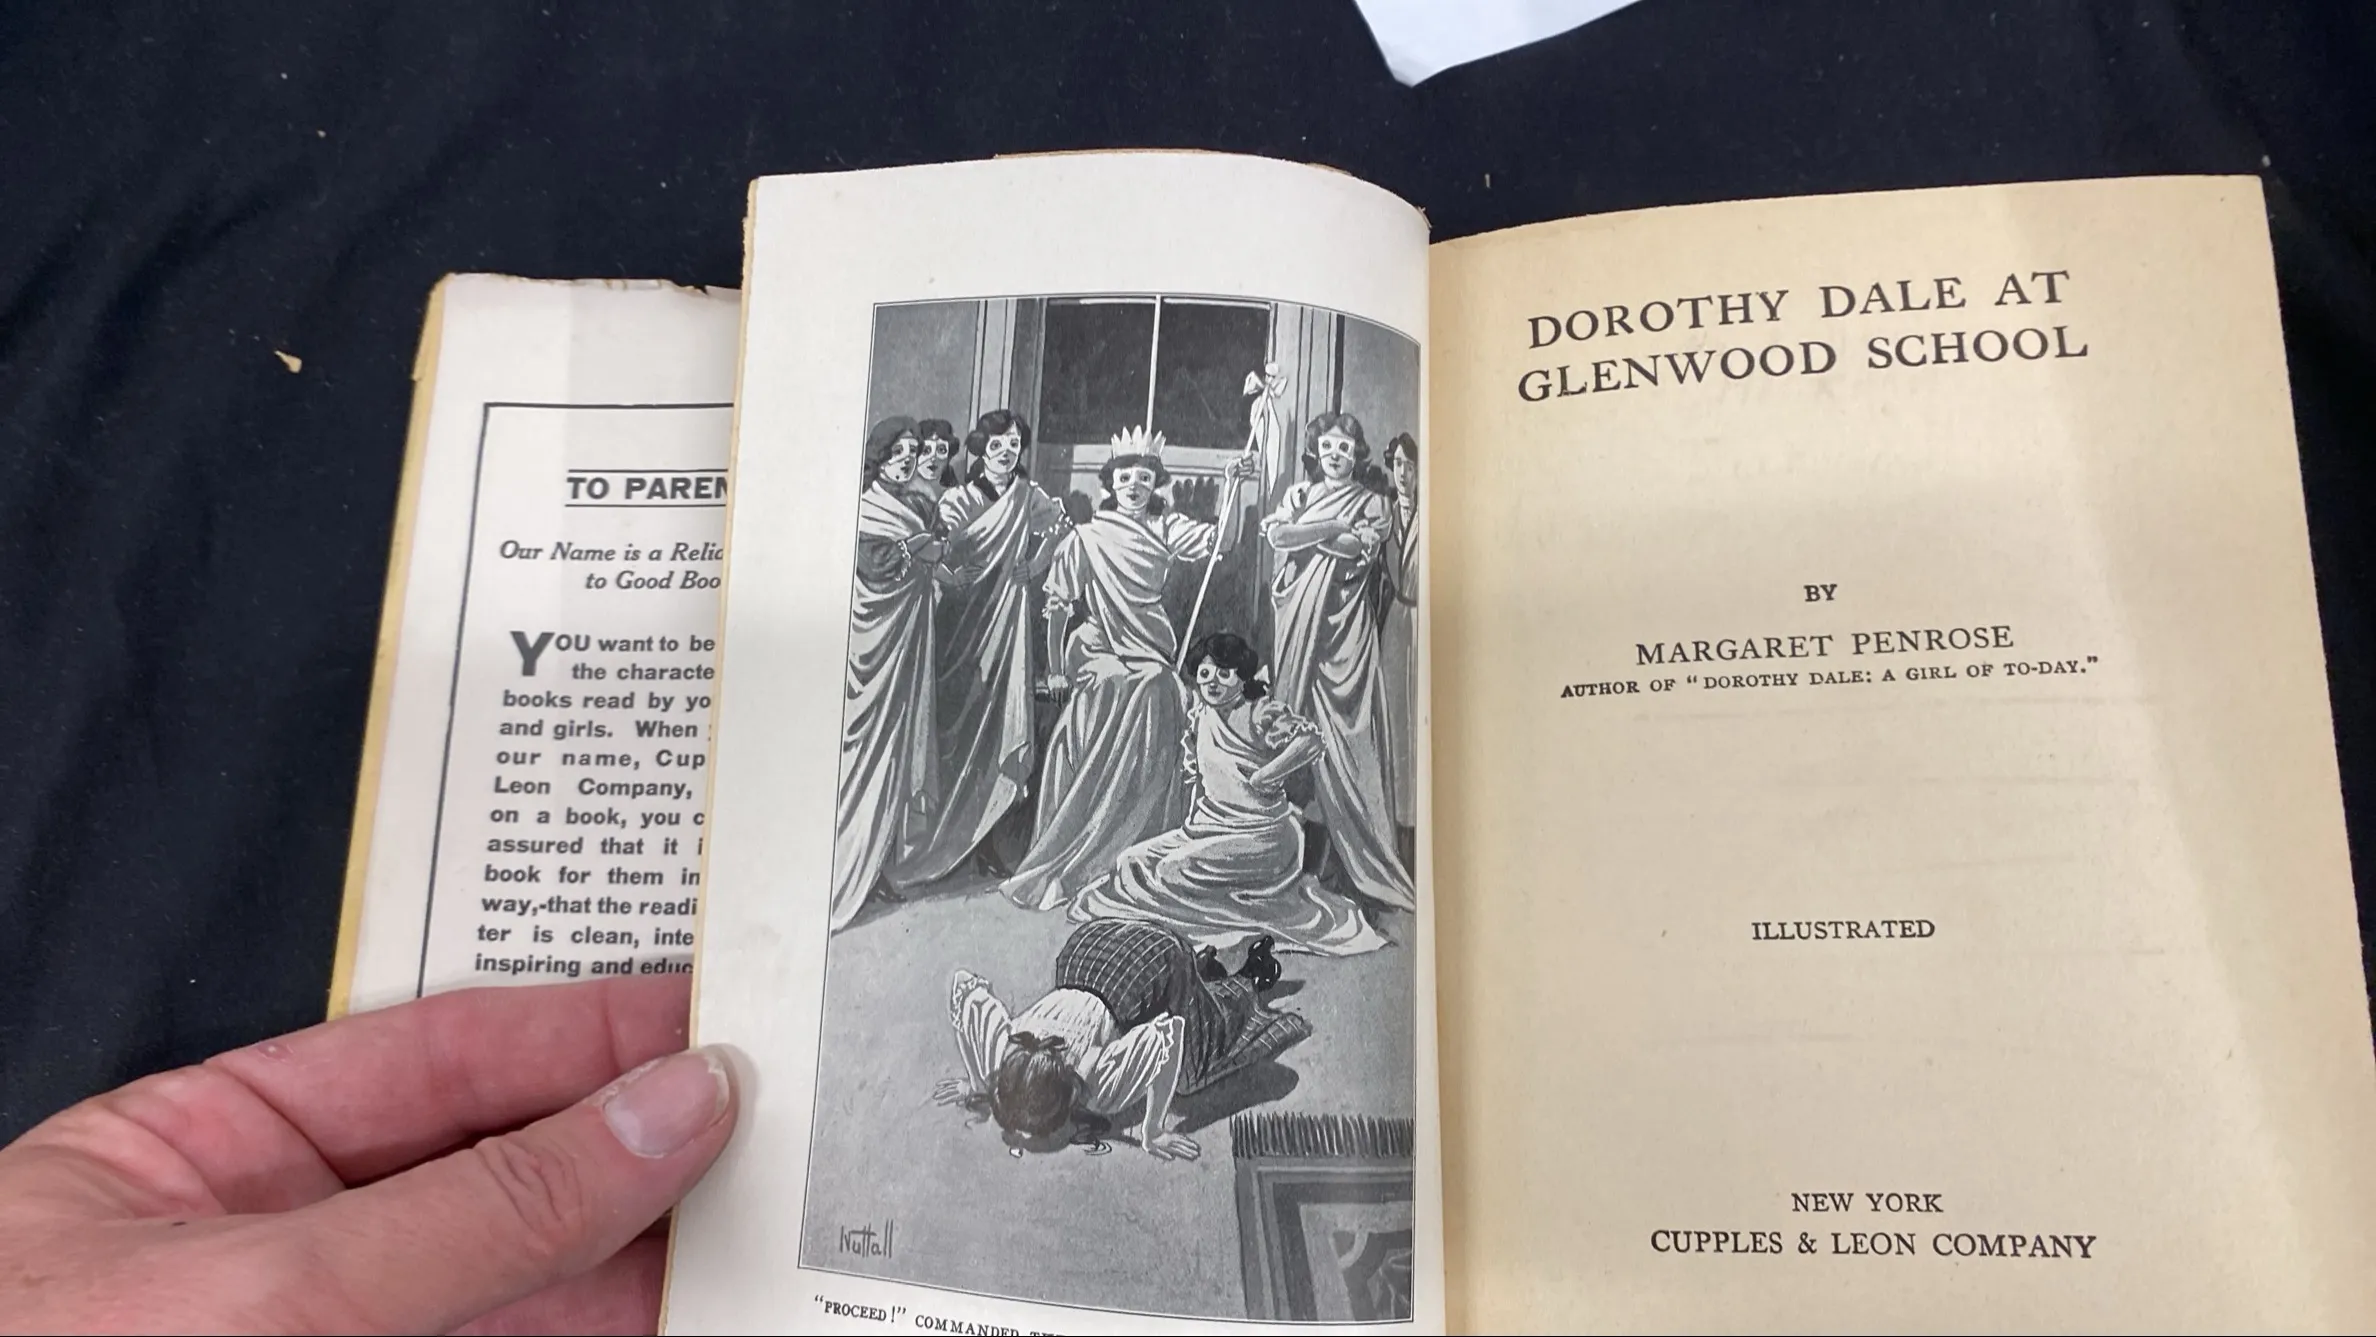 TO PAREN
Our Name is a Relia
to Good Boo
YOU want to be
the characte
books read by yo
and girls. When
our name, Cup
Leon Company,
on a book, you c
assured that it i
book for them in
way,-that the readi
ter is clean, inte
inspiring and educ
Nuttall
"PROCEED!" COMMANDED
DOROTHY DALE AT
GLENWOOD SCHOOL
BY
MARGARET PENROSE
AUTHOR OF "DOROTHY DALE: A GIRL OF TO-DAY."
ILLUSTRATED
NEW YORK
CUPPLES & LEON COMPANY